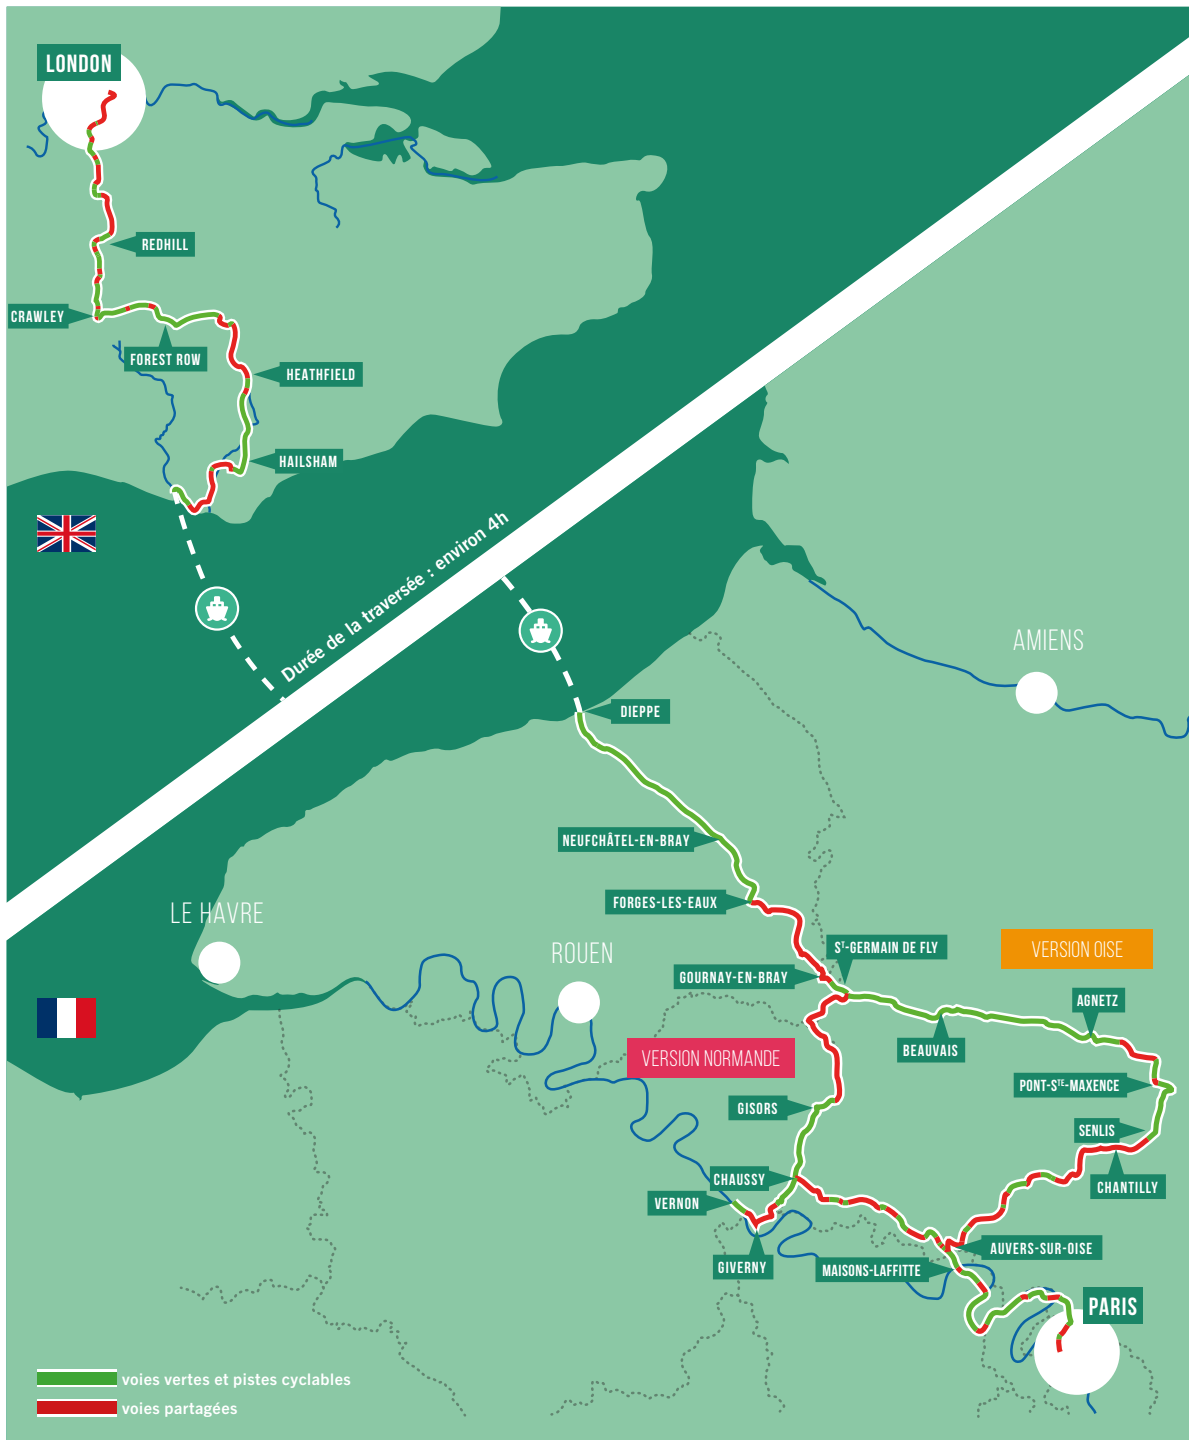 LONDON
REDHILL
CRAWLEY
FOREST ROW
HEATHFIELD
HAILSHAM
Durée de la traversée : environ 4h
AMIENS
DIEPPE
NEUFCHÂTEL-EN-BRAY
FORGES-LES-EAUX
LE HAVRE
ROUEN
ST-GERMAIN DE FLY
VERSION OISE
GOURNAY-EN-BRAY
AGNETZ
BEAUVAIS
VERSION NORMANDE
PONT-STE-MAXENCE
GISORS
SENLIS
CHAUSSY
CHANTILLY
VERNON
AUVERS-SUR-OISE
GIVERNY
MAISONS-LAFFITTE
PARIS
voies vertes et pistes cyclables
voies partagées